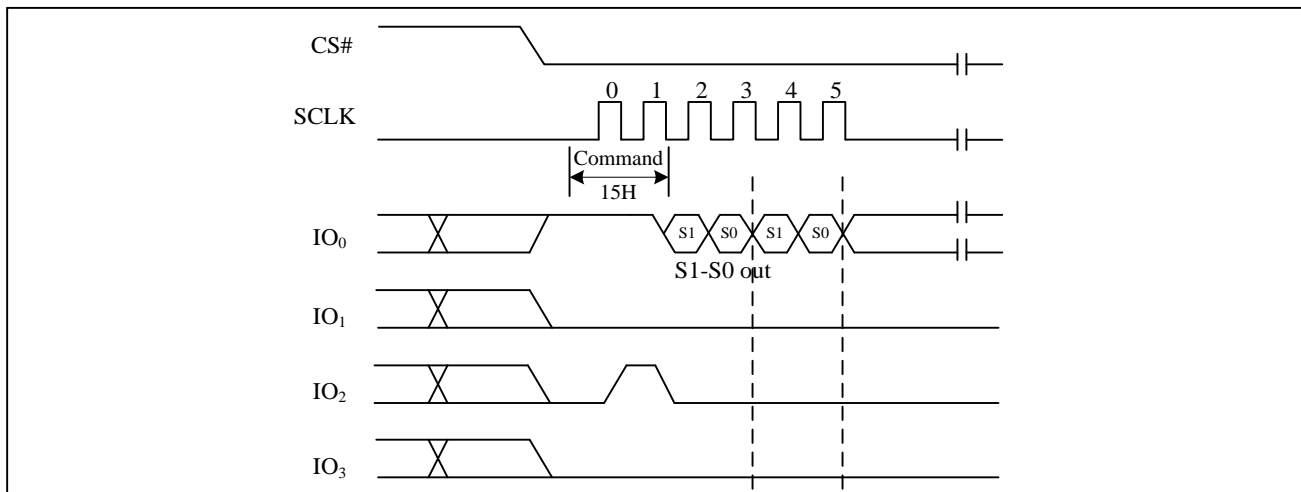 CS#
0 1 2 3 4 5
SCLK
Command
15H
IO₀
S1 S0 S1 S0
S1-S0 out
IO₁
IO₂
IO₃